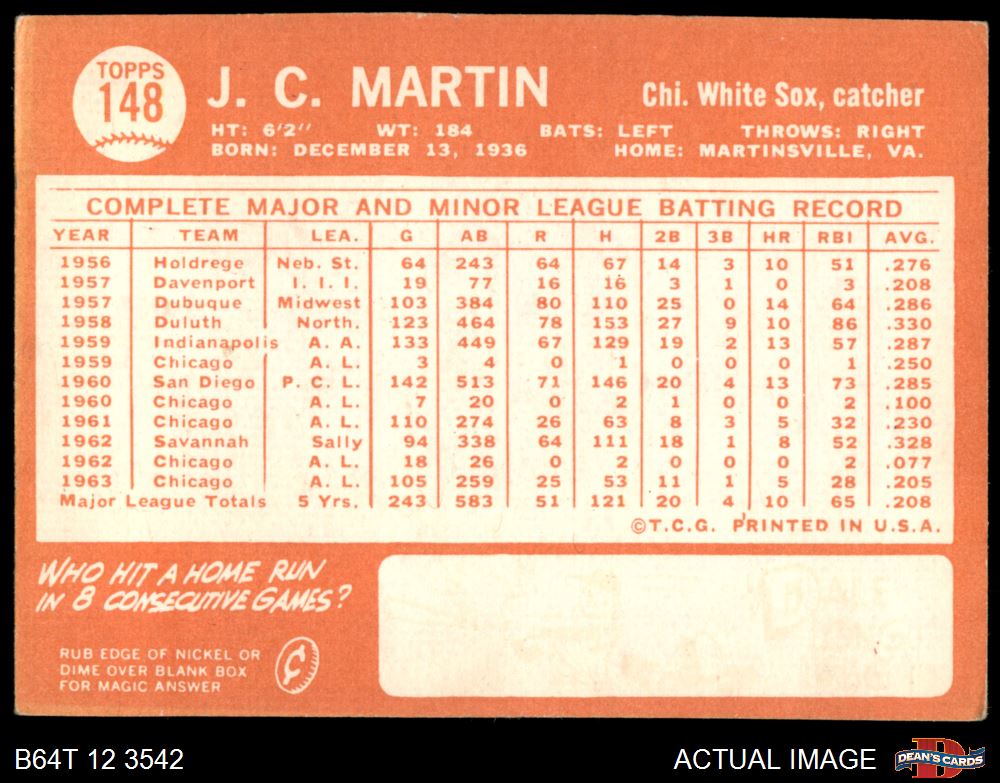 TOPPS
148
J. C. MARTIN
Chi. White Sox, catcher
HT: 6'2" WT: 184 BATS: LEFT THROWS: RIGHT
BORN: DECEMBER 13, 1936 HOME: MARTINSVILLE, VA.
COMPLETE MAJOR AND MINOR LEAGUE BATTING RECORD
YEAR TEAM LEA. G AB R H 2B 3B HR RBI AVG.
1956 Holdrege Neb. St. 64 243 64 67 14 3 10 51 .276
1957 Davenport I. I. I. 19 77 16 16 3 1 0 3 .208
1957 Dubuque Midwest 103 384 80 110 25 0 14 64 .286
1958 Duluth North. 123 464 78 153 27 9 10 86 .330
1959 Indianapolis A. A. 133 449 67 129 19 2 13 57 .287
1959 Chicago A. L. 3 4 0 1 0 0 0 1 .250
1960 San Diego P. C. L. 142 513 71 146 20 4 13 73 .285
1960 Chicago A. L. 7 20 0 2 1 0 0 2 .100
1961 Chicago A. L. 110 274 26 63 8 3 5 32 .230
1962 Savannah Sally 94 338 64 111 18 1 8 52 .328
1962 Chicago A. L. 18 26 0 2 0 0 0 2 .077
1963 Chicago A. L. 105 259 25 53 11 1 5 28 .205
Major League Totals 5 Yrs. 243 583 51 121 20 4 10 65 .208
©T.C.G. PRINTED IN U.S.A.
WHO HIT A HOME RUN
IN 8 CONSECUTIVE GAMES?
RUB EDGE OF NICKEL OR
DIME OVER BLANK BOX
FOR MAGIC ANSWER
¢
B64T 12 3542
ACTUAL IMAGE
DEAN'S CARDS